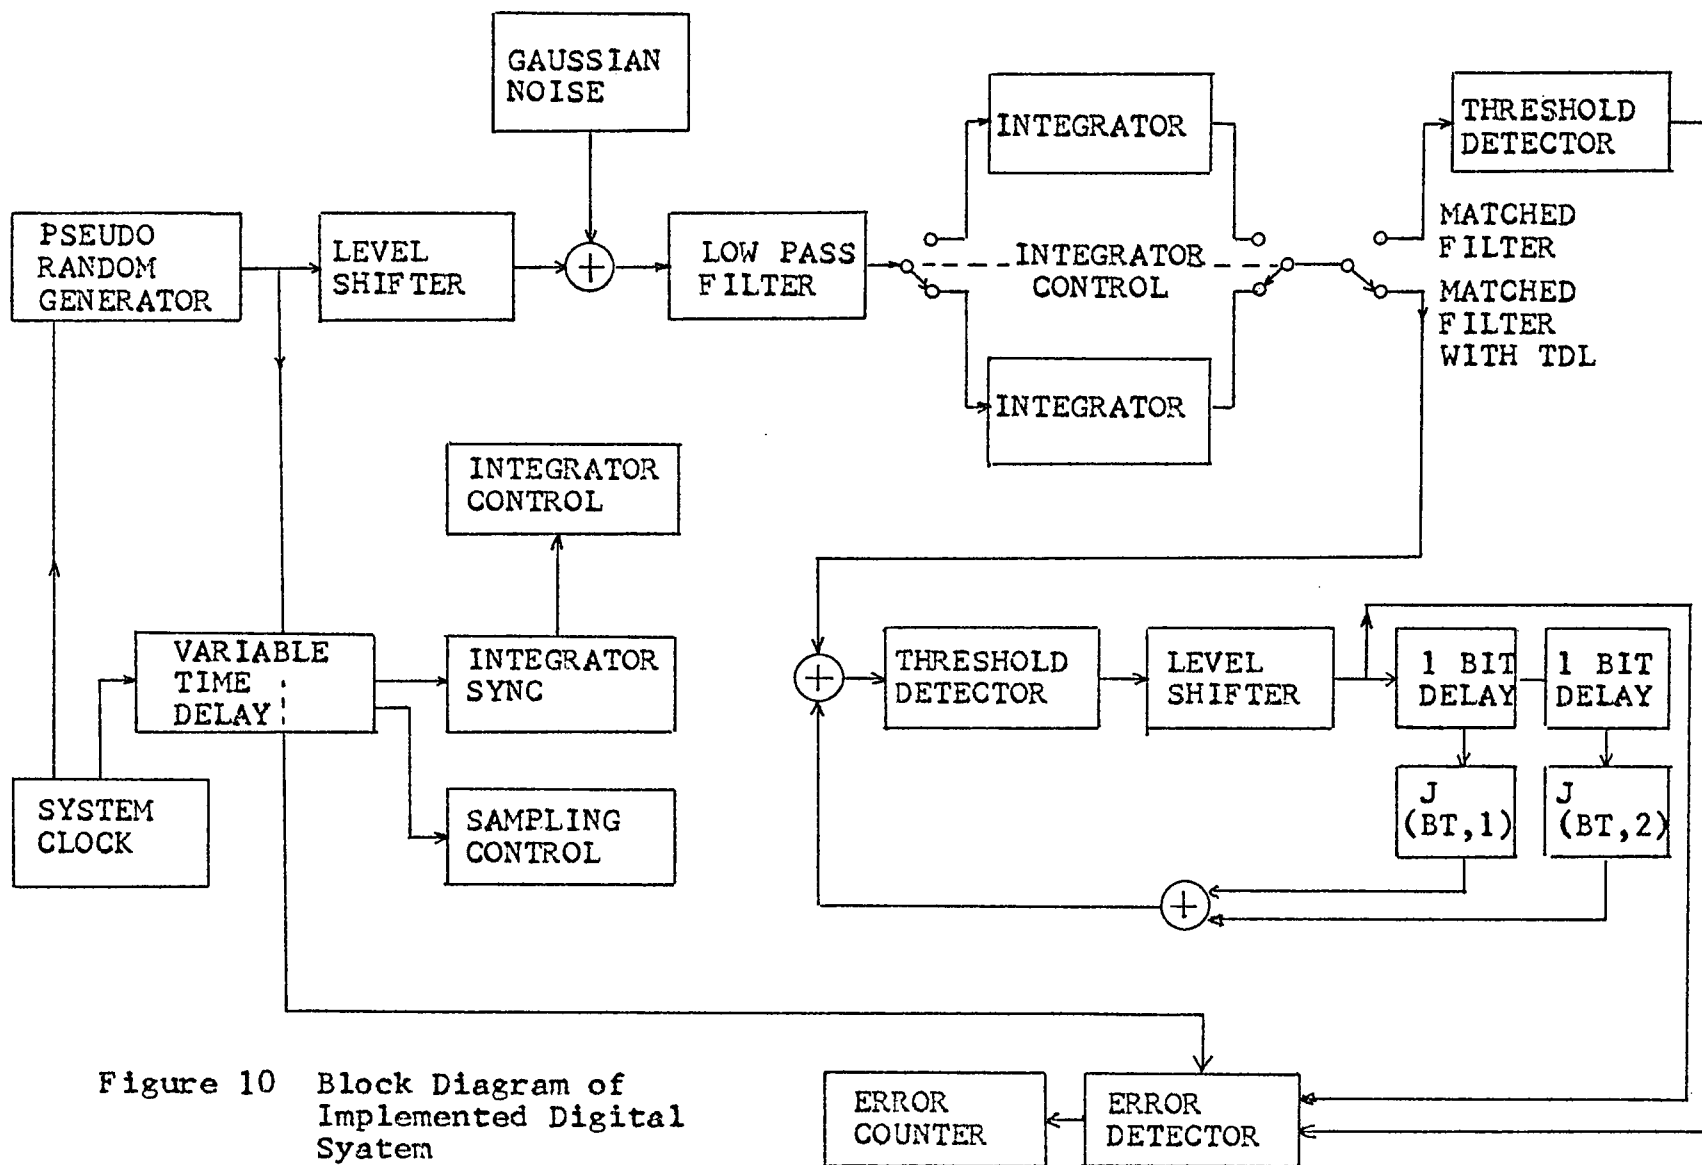 GAUSSIAN
NOISE
INTEGRATOR
THRESHOLD
DETECTOR
PSEUDO
RANDOM
GENERATOR
LEVEL
SHIFTER
+
LOW PASS
FILTER
INTEGRATOR
CONTROL
MATCHED
FILTER
MATCHED
FILTER
WITH TDL
INTEGRATOR
INTEGRATOR
CONTROL
VARIABLE
TIME
DELAY
INTEGRATOR
SYNC
+
THRESHOLD
DETECTOR
LEVEL
SHIFTER
1 BIT
DELAY
1 BIT
DELAY
SYSTEM
CLOCK
SAMPLING
CONTROL
J
(BT,1)
J
(BT,2)
+
Figure 10 Block Diagram of
Implemented Digital
Syatem
ERROR
COUNTER
ERROR
DETECTOR